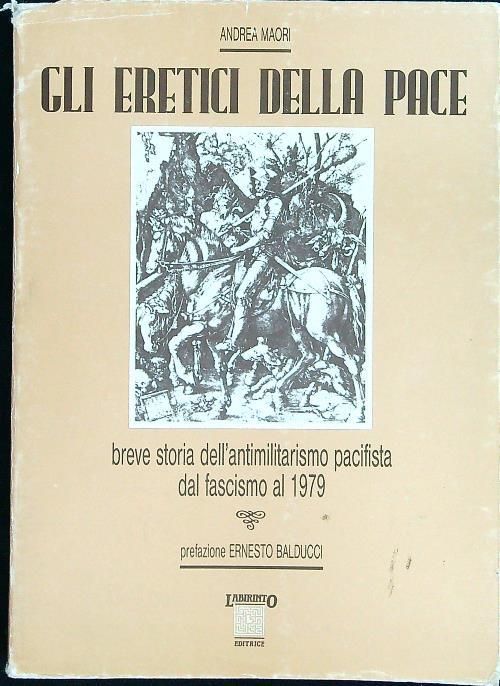 ANDREA MAORI
GLI ERETICI DELLA PACE
breve storia dell'antimilitarismo pacifista
dal fascismo al 1979
prefazione ERNESTO BALDUCCI
LABIRINTO
EDITRICE